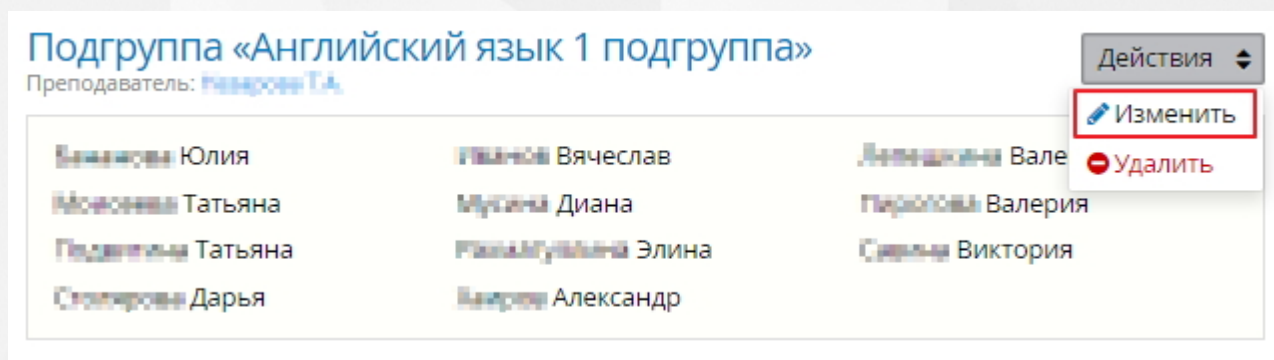 Подгруппа «Английский язык 1 подгруппа»
Действия
Преподаватель:
Изменить
Удалить
Юлия Вячеслав Вале
Татьяна Диана Валерия
Татьяна Элина Виктория
Дарья Александр